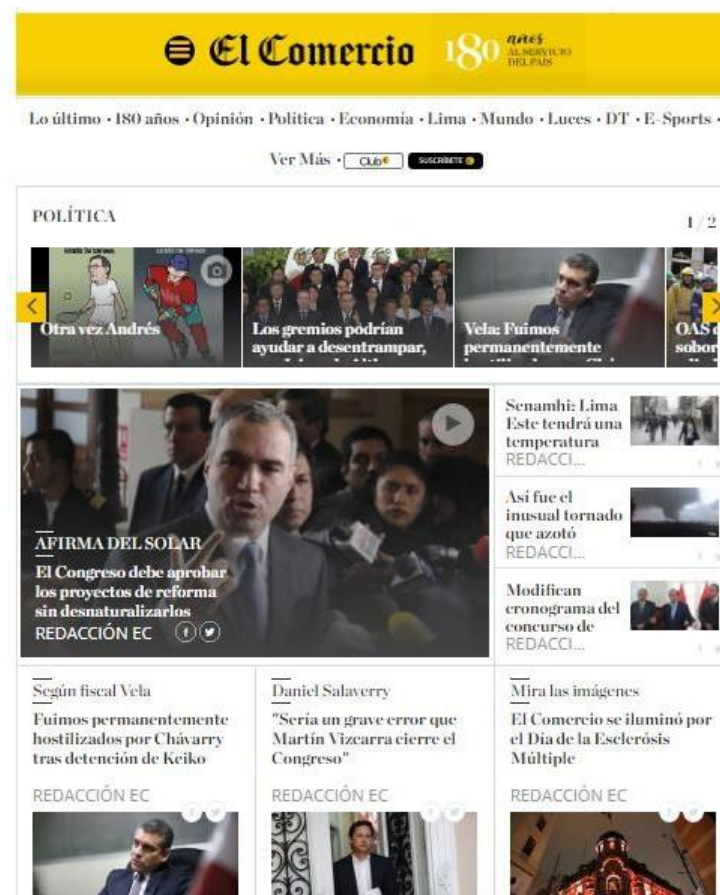 El Comercio 180 años
AL SERVICIO
DEL PAÍS
Lo último • 180 años • Opinión • Política • Economía • Lima • Mundo • Luces • DT • E-Sports •
Ver Más • Club SUSCRÍBETE
POLÍTICA
1 / 2
Otra vez Andrés
Los gremios podrían
ayudar a desentrampar,
Vela: Fuimos
permanentemente
OAS
sobor
AFIRMA DEL SOLAR
El Congreso debe aprobar
los proyectos de reforma
sin desnaturalizarlos
REDACCIÓN EC
Senamhi: Lima
Este tendrá una
temperatura
REDACCI...
Así fue el
inusual tornado
que azotó
REDACCI...
Modifican
cronograma del
concurso de
REDACCI...
Según fiscal Vela
Fuimos permanentemente
hostilizados por Chávarry
tras detención de Keiko
REDACCIÓN EC
Daniel Salaverry
"Sería un grave error que
Martín Vizcarra cierre el
Congreso"
REDACCIÓN EC
Mira las imágenes
El Comercio se iluminó por
el Día de la Esclerósis
Múltiple
REDACCIÓN EC